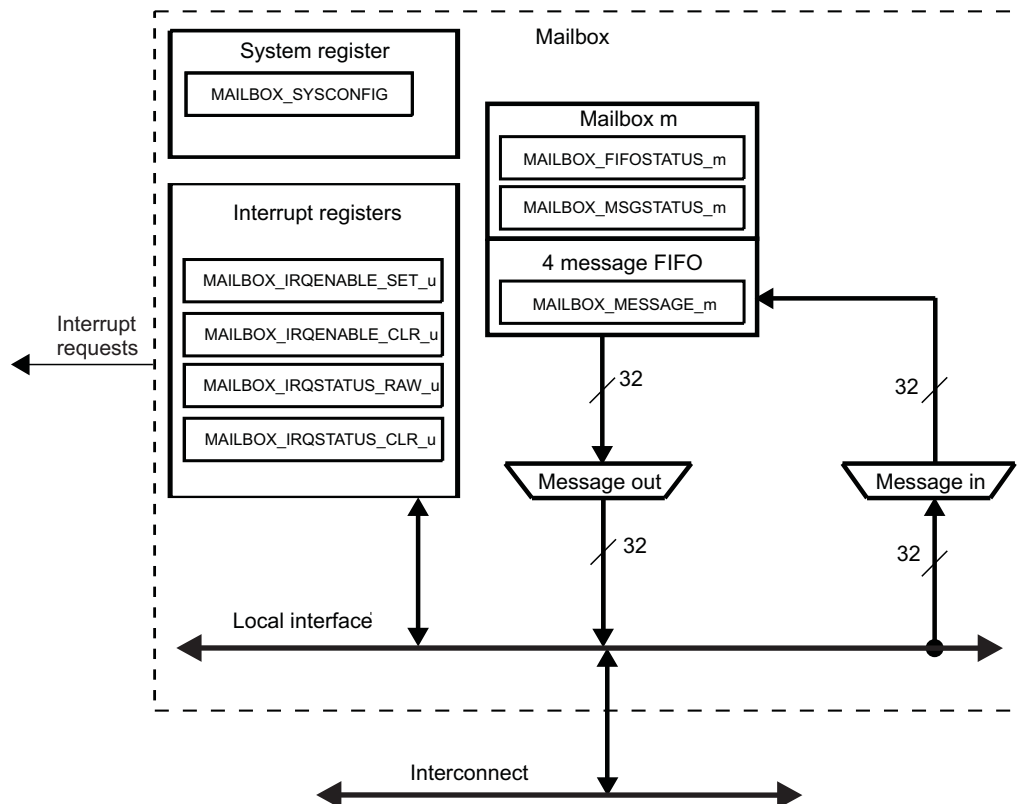 Mailbox
System register
MAILBOX_SYSCONFIG
Mailbox m
MAILBOX_FIFOSTATUS_m
MAILBOX_MSGSTATUS_m
Interrupt registers
4 message FIFO
MAILBOX_MESSAGE_m
MAILBOX_IRQENABLE_SET_u
MAILBOX_IRQENABLE_CLR_u
MAILBOX_IRQSTATUS_RAW_u
MAILBOX_IRQSTATUS_CLR_u
Interrupt
requests
32
32
Message out
Message in
32
32
Local interface
Interconnect